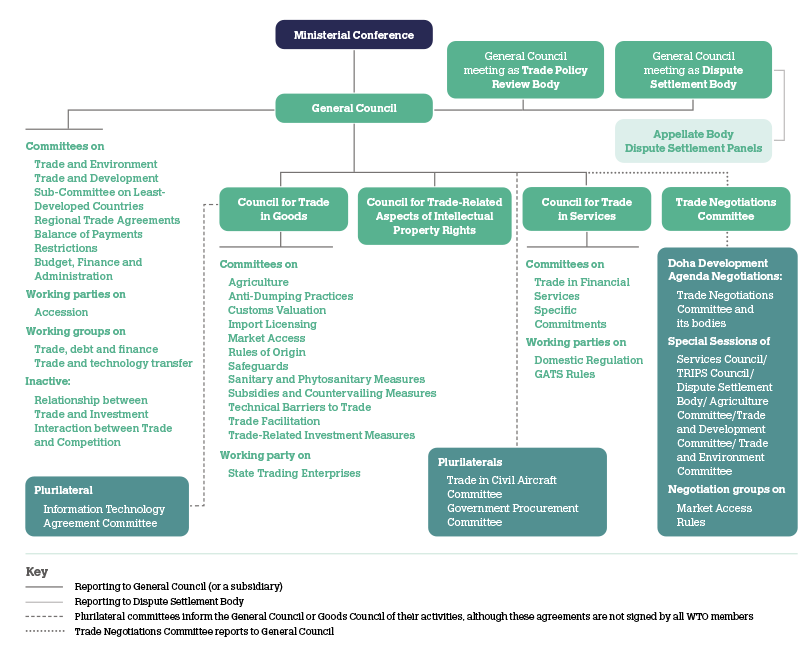 Ministerial Conference
General Council
meeting as Trade Policy
Review Body
General Council
meeting as Dispute
Settlement Body
General Council
Appellate Body
Dispute Settlement Panels
Committees on
Trade and Environment
Trade and Development
Sub-Committee on Least-
Developed Countries
Regional Trade Agreements
Balance of Payments
Restrictions
Budget, Finance and
Administration
Working parties on
Accession
Working groups on
Trade, debt and finance
Trade and technology transfer
Inactive:
Relationship between
Trade and Investment
Interaction between Trade
and Competition
Plurilateral
Information Technology
Agreement Committee
Council for Trade
in Goods
Committees on
Agriculture
Anti-Dumping Practices
Customs Valuation
Import Licensing
Market Access
Rules of Origin
Safeguards
Sanitary and Phytosanitary Measures
Subsidies and Countervailing Measures
Technical Barriers to Trade
Trade Facilitation
Trade-Related Investment Measures
Working party on
State Trading Enterprises
Council for Trade-Related
Aspects of Intellectual
Property Rights
Council for Trade
in Services
Committees on
Trade in Financial
Services
Specific
Commitments
Working parties on
Domestic Regulation
GATS Rules
Plurilaterals
Trade in Civil Aircraft
Committee
Government Procurement
Committee
Trade Negotiations
Committee
Doha Development
Agenda Negotiations:
Trade Negotiations
Committee and
its bodies
Special Sessions of
Services Council/
TRIPS Council/
Dispute Settlement
Body/ Agriculture
Committee/Trade
and Development
Committee/ Trade
and Environment
Committee
Negotiation groups on
Market Access
Rules
Key
Reporting to General Council (or a subsidiary)
Reporting to Dispute Settlement Body
Plurilateral committees inform the General Council or Goods Council of their activities, although these agreements are not signed by all WTO members
Trade Negotiations Committee reports to General Council